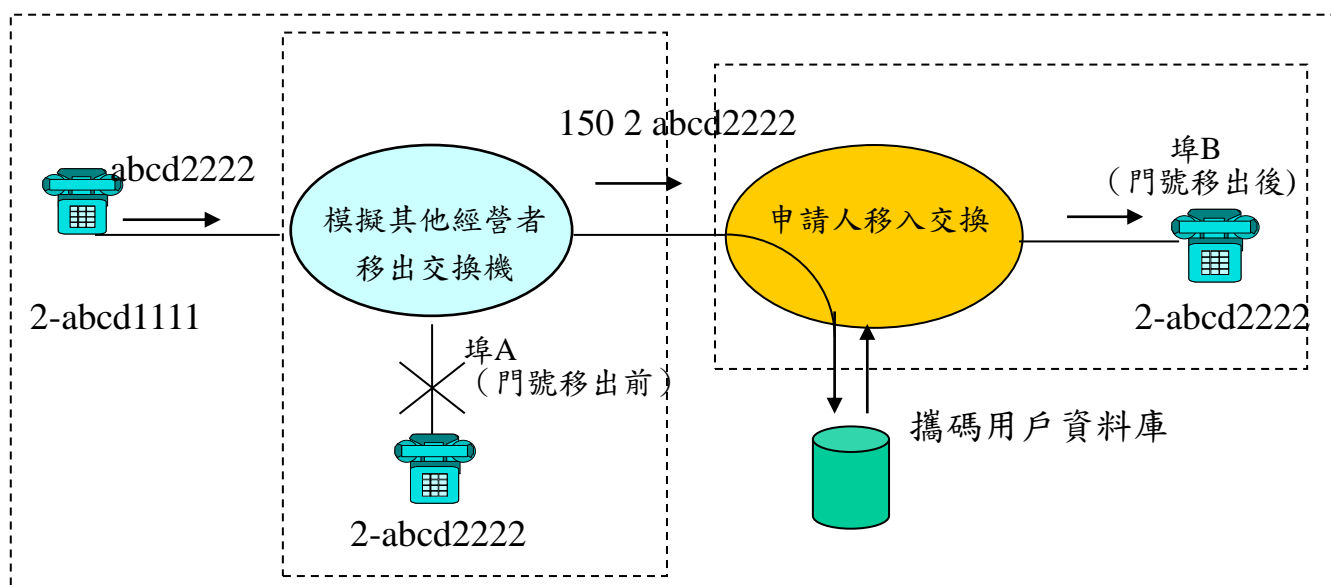 150 2 abcd2222
abcd2222
2-abcd1111
模擬其他經營者
移出交換機
申請人移入交換
埠B
（門號移出後)
2-abcd2222
埠A
（門號移出前）
2-abcd2222
攜碼用戶資料庫